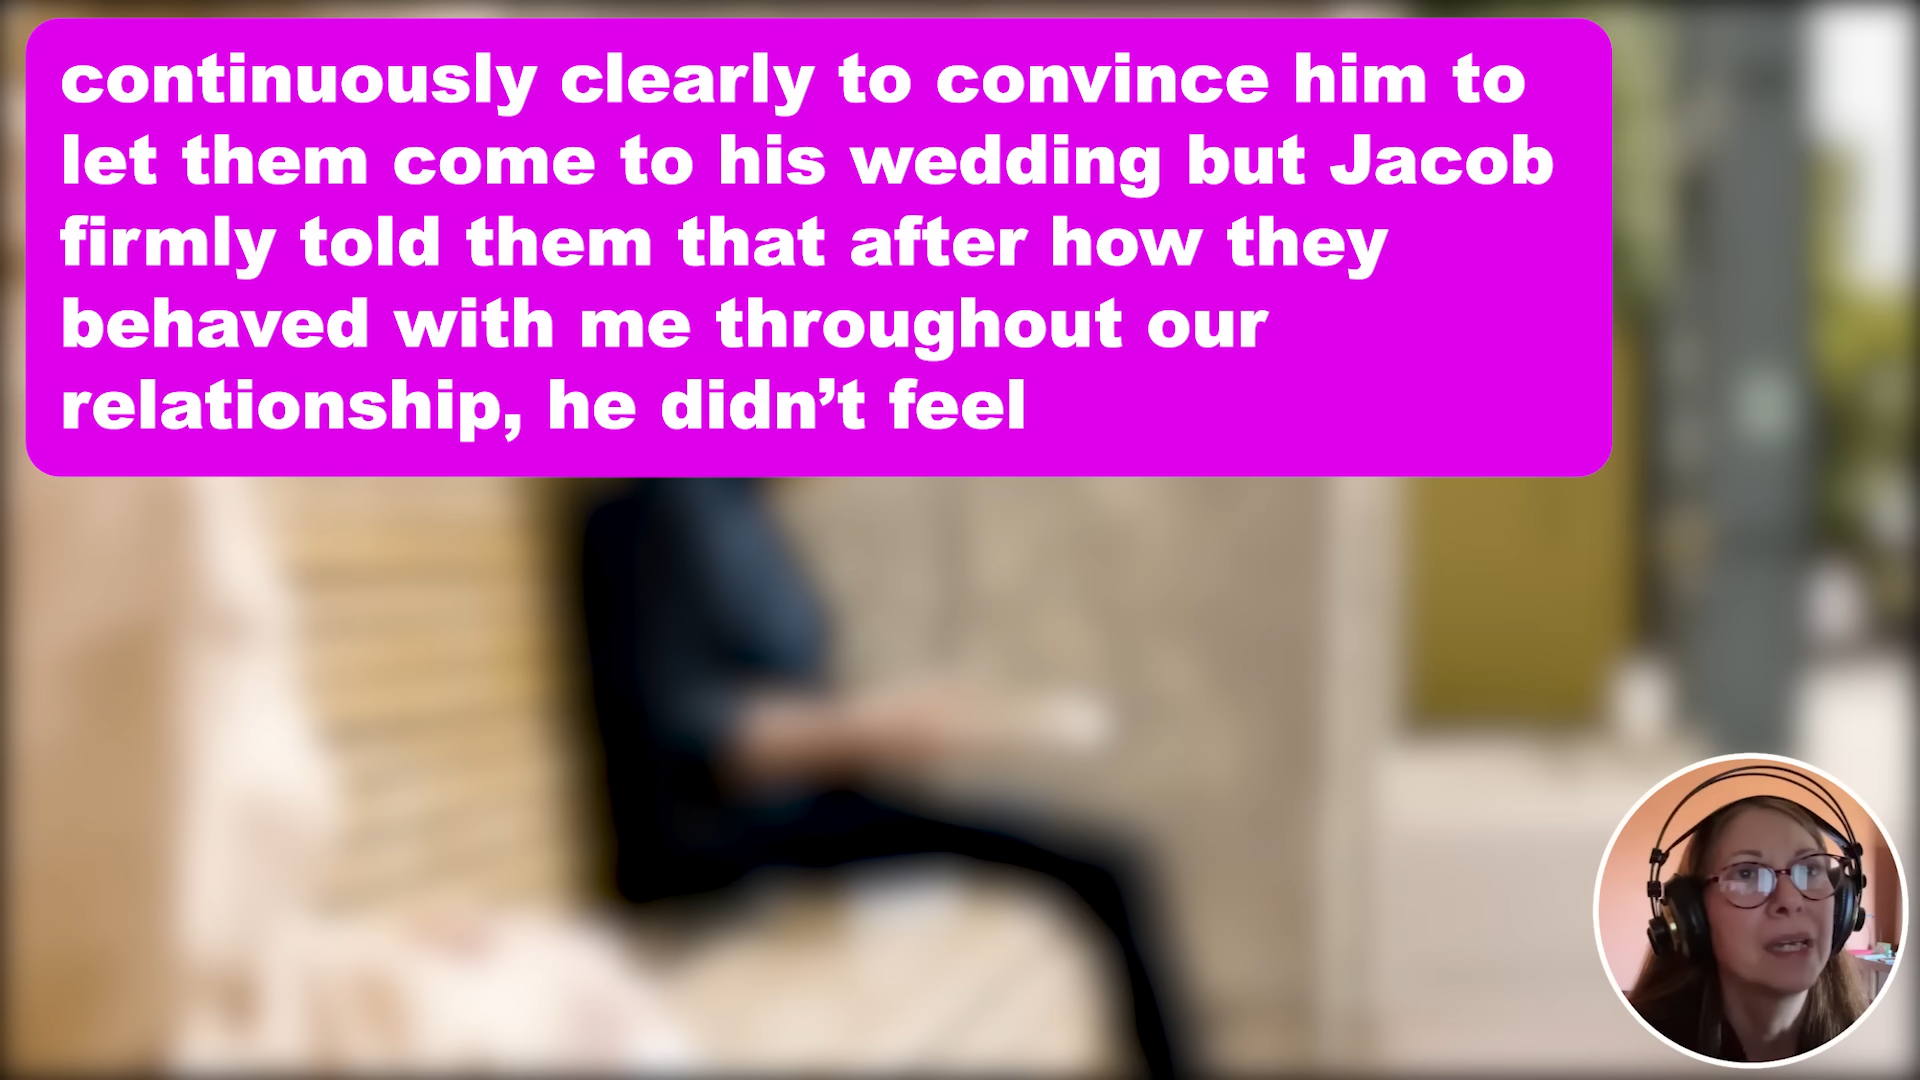 continuously clearly to convince him to
let them come to his wedding but Jacob
firmly told them that after how they
behaved with me throughout our
relationship, he didn’t feel